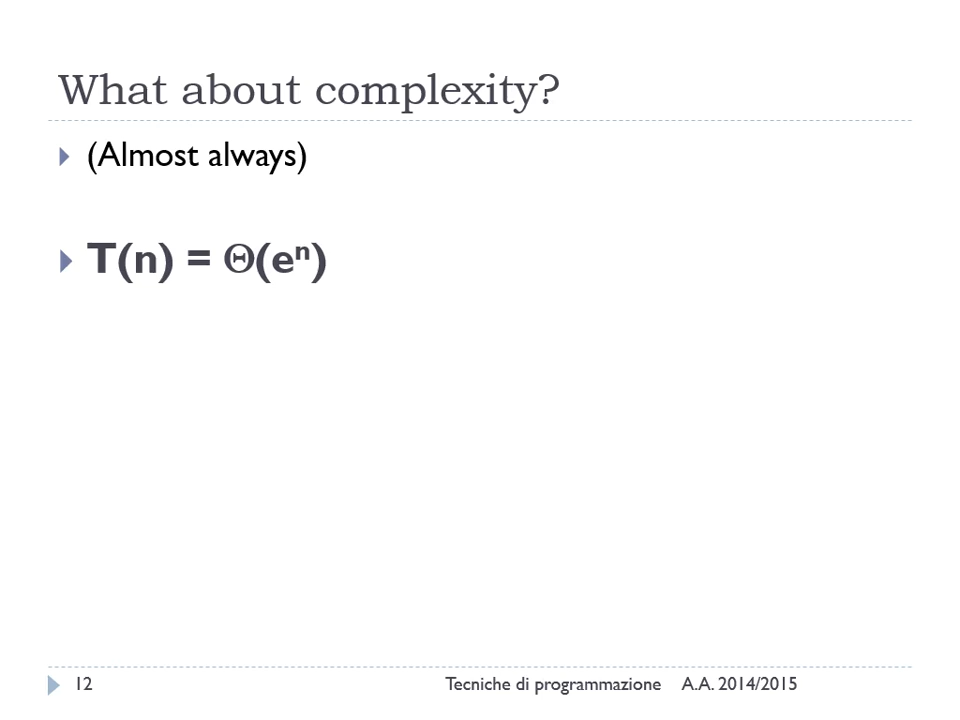 What about complexity?
(Almost always)
T(n) = Θ(eⁿ)
12 Tecniche di programmazione A.A. 2014/2015